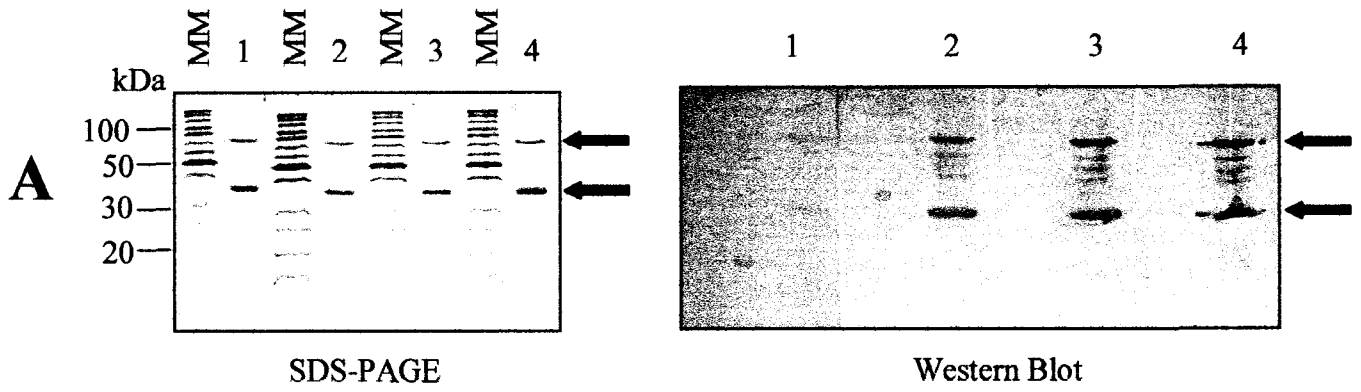 MM 1 MM 2 MM 3 MM 4
1 2 3 4
kDa
100
50
30
20
A
SDS-PAGE
Western Blot